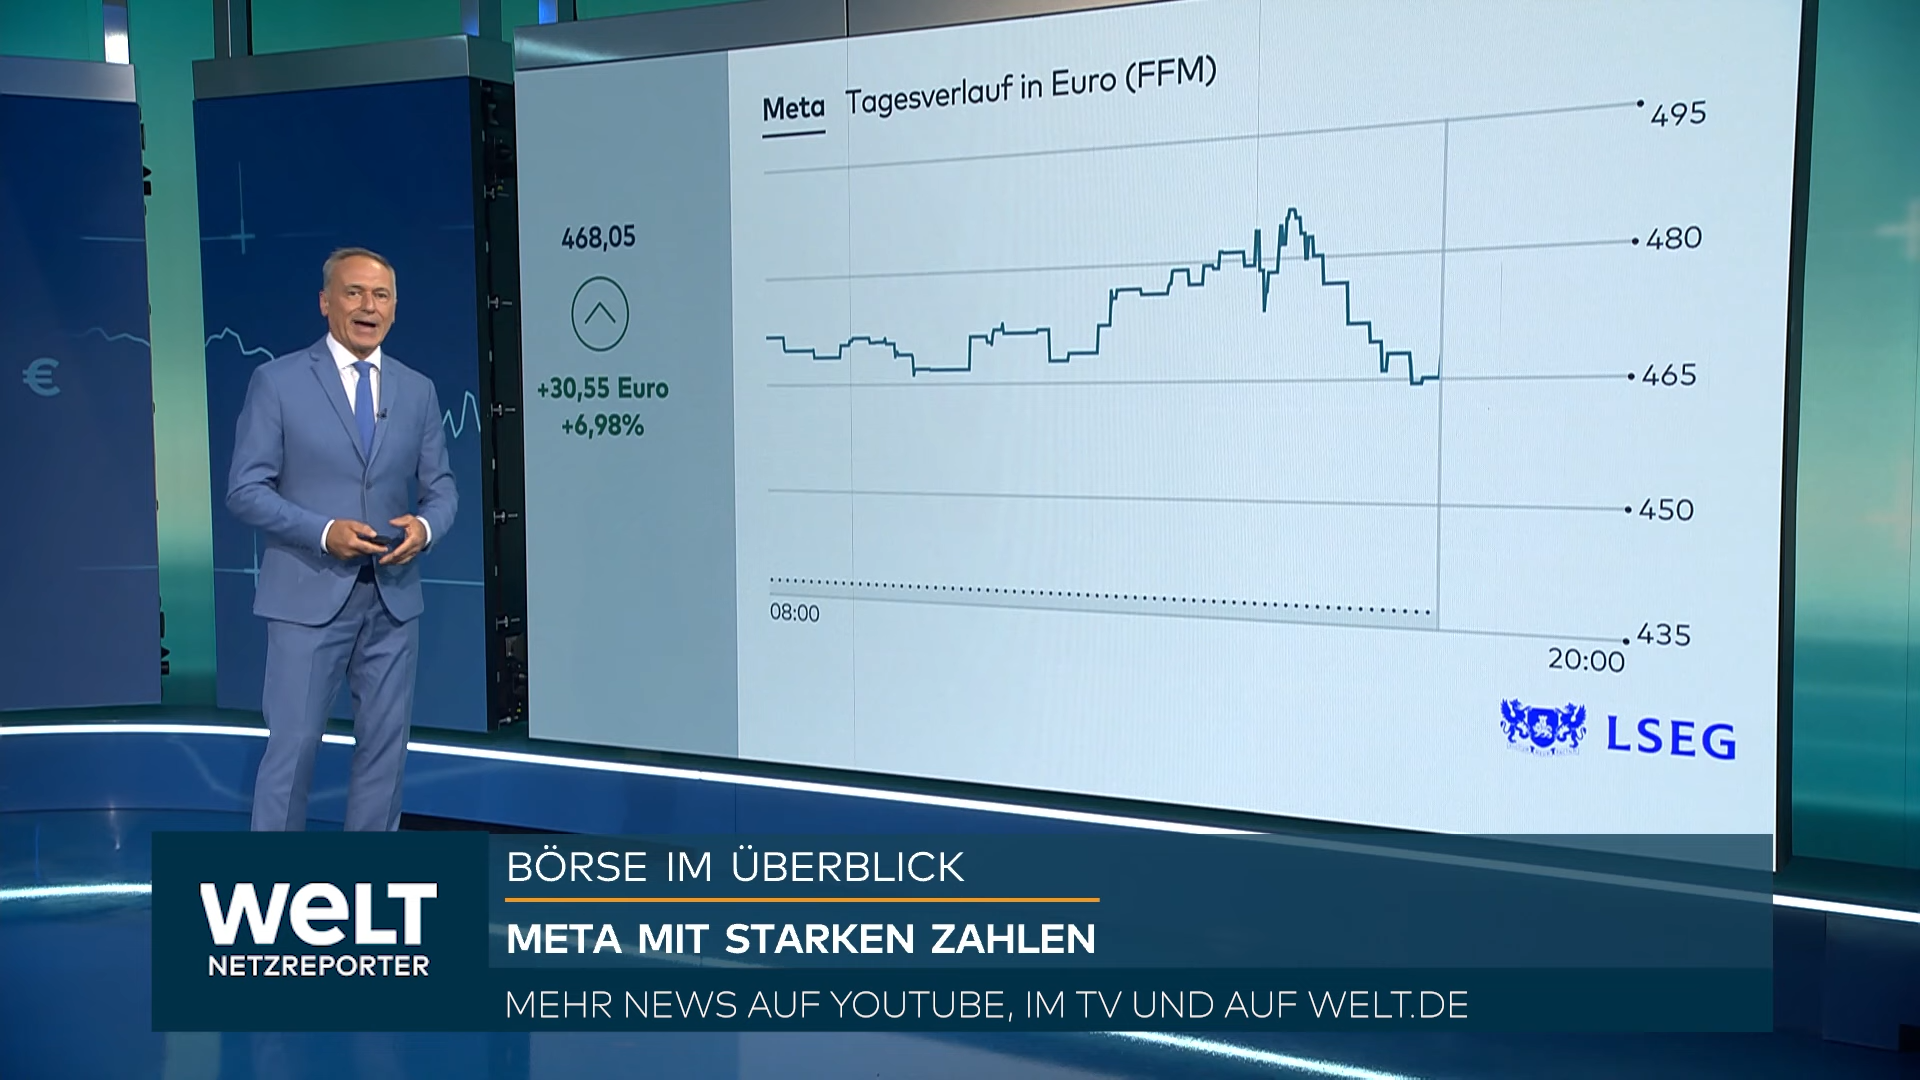 Meta Tagesverlauf in Euro (FFM)
495
468,05
480
+30,55 Euro
+6,98%
465
€
450
08:00
435
20:00
LSEG
BÖRSE IM ÜBERBLICK
META MIT STARKEN ZAHLEN
WELT
NETZREPORTER
MEHR NEWS AUF YOUTUBE, IM TV UND AUF WELT.DE